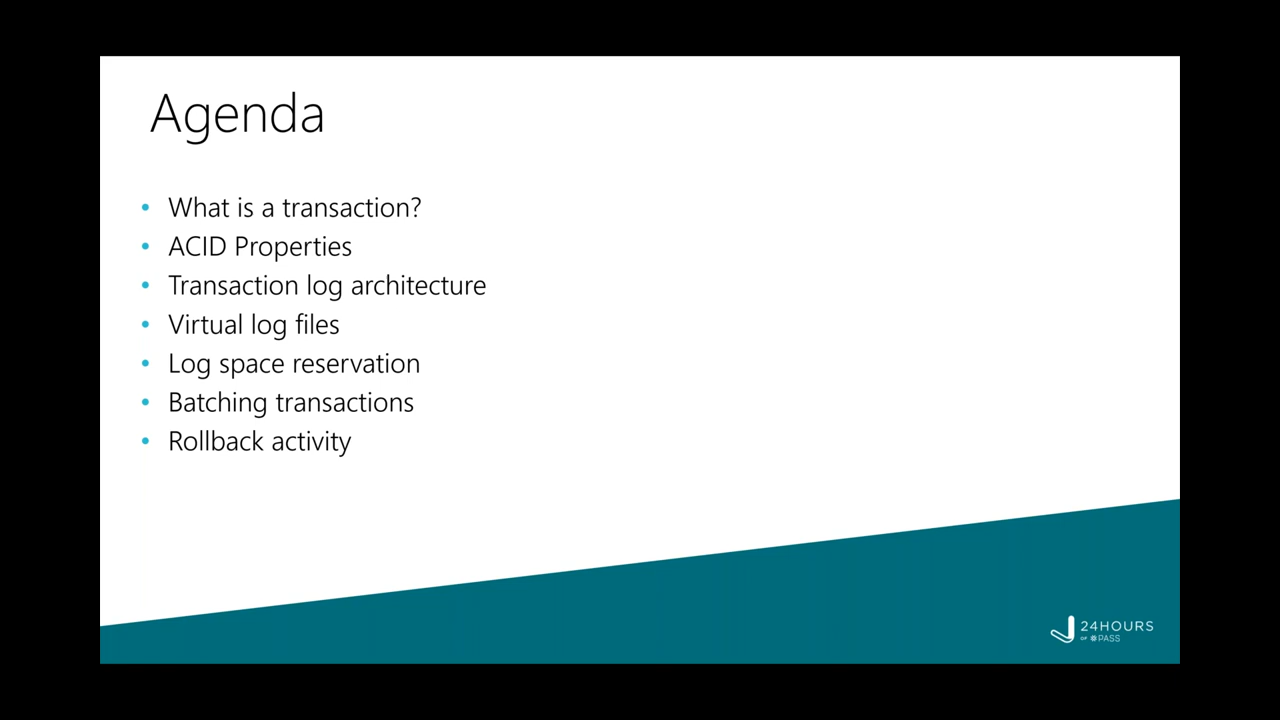 Agenda
• What is a transaction?
• ACID Properties
• Transaction log architecture
• Virtual log files
• Log space reservation
• Batching transactions
• Rollback activity
24HOURS
OF PASS